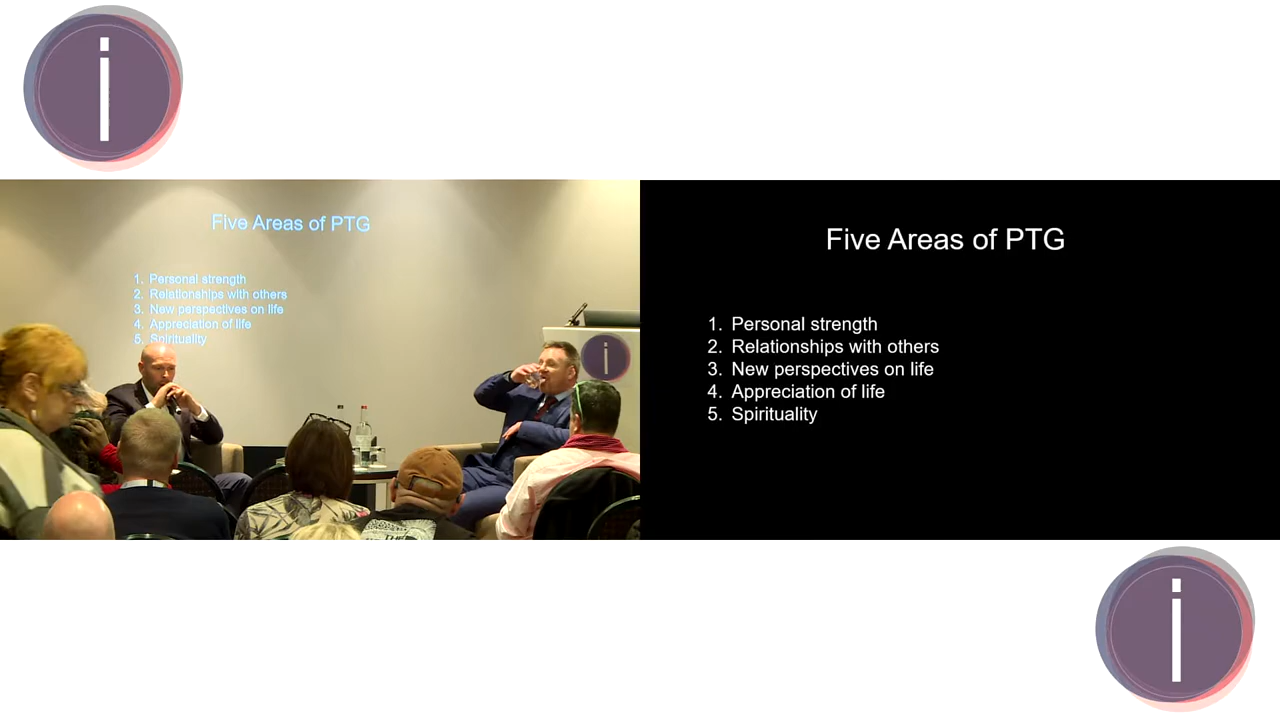 i
Five Areas of PTG
1. Personal strength
2. Relationships with others
3. New perspectives on life
4. Appreciation of life
5. Spirituality
i
Five Areas of PTG
1. Personal strength
2. Relationships with others
3. New perspectives on life
4. Appreciation of life
5. Spirituality
THE
i